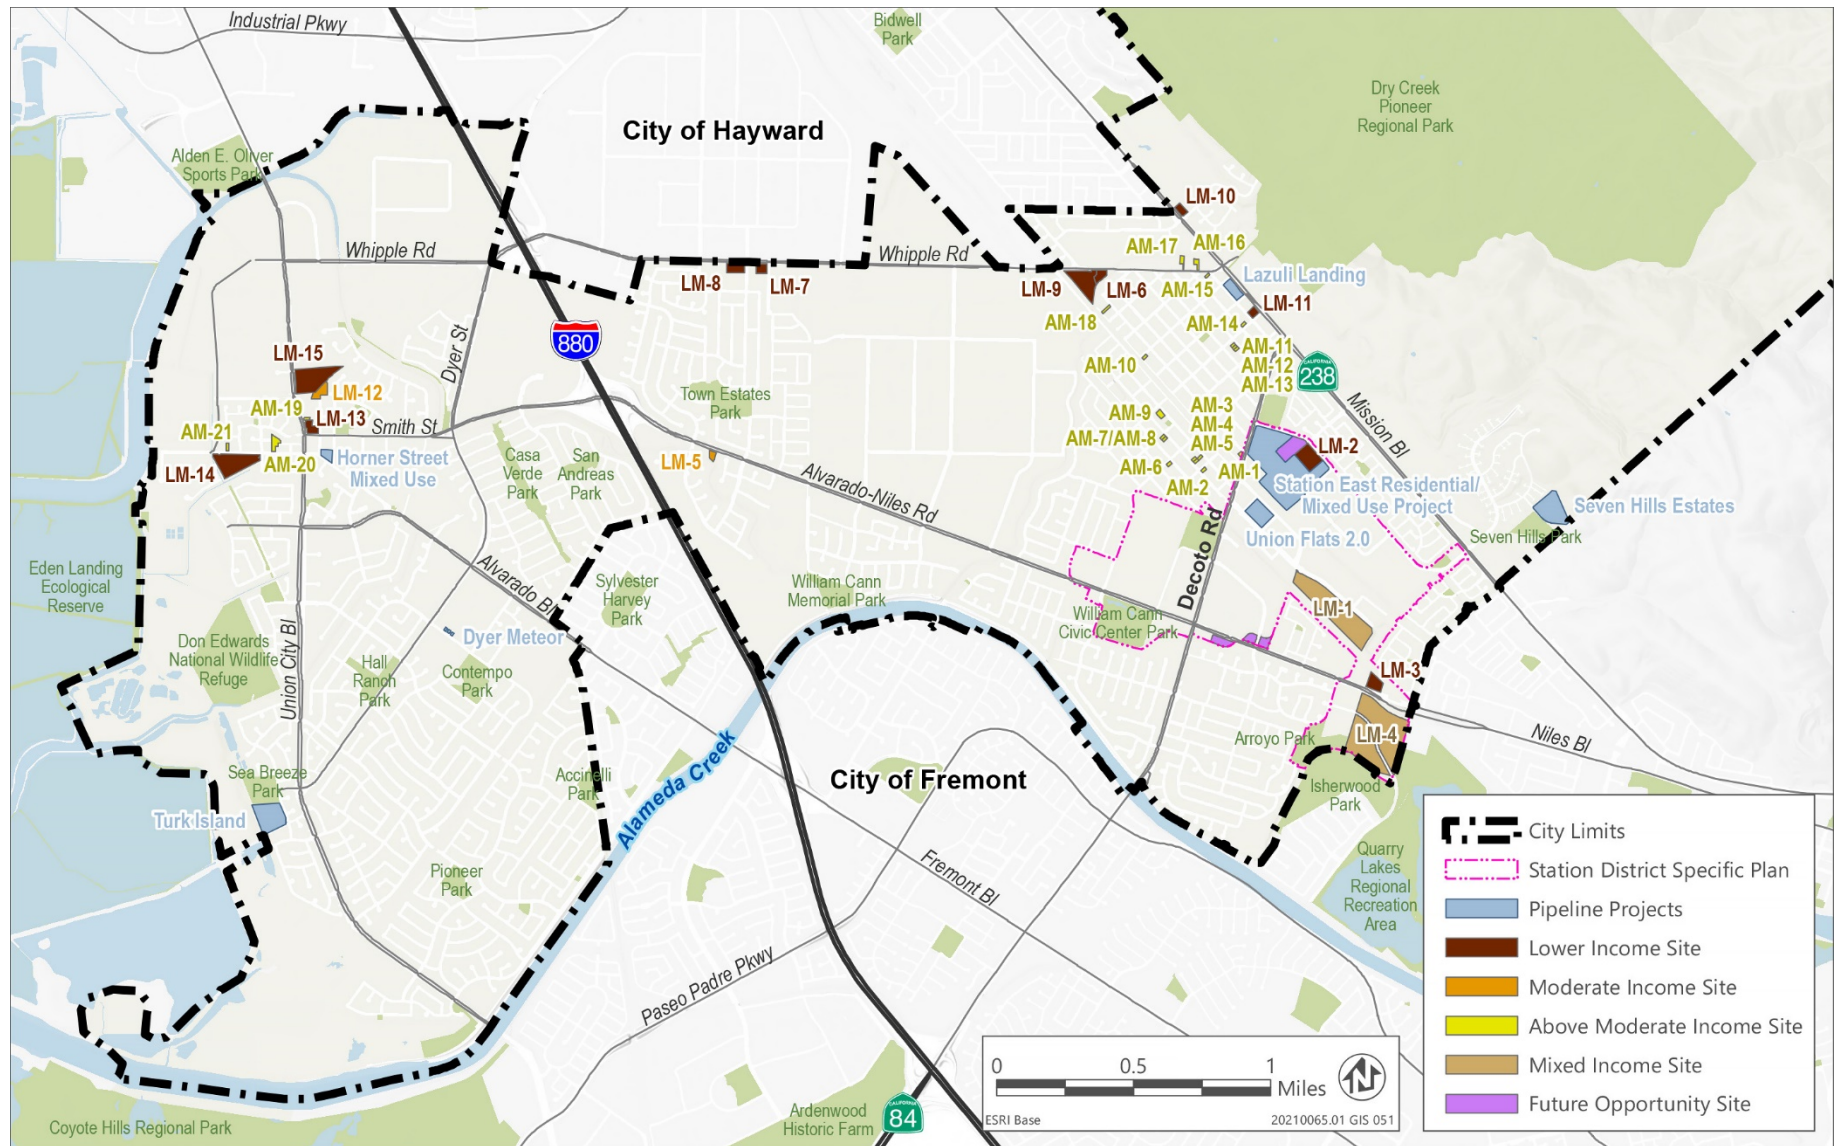 Industrial Pkwy
Bidwell
Park
Dry Creek
Pioneer
Regional Park
City of Hayward
Alden E. Oliver
Sports Park
LM-10
AM-17
AM-16
Whipple Rd
Whipple Rd
LM-8
LM-7
LM-9
LM-6
AM-15
Lazuli Landing
LM-11
AM-18
AM-14
880
Dyer St
AM-11
AM-12
AM-13
CALIFORNIA
238
AM-10
LM-15
LM-12
Town Estates
Park
Mission Bl
AM-19
LM-13
Smith St
AM-9
AM-3
AM-4
AM-5
AM-7/AM-8
AM-21
AM-20
LM-14
Horner Street
Mixed Use
Casa
Verde
Park
San
Andreas
Park
LM-5
AM-6
AM-2
AM-1
LM-2
Station East Residential/
Mixed Use Project
Alvarado-Niles Rd
Union Flats 2.0
Seven Hills Estates
Seven Hills Park
Decoto Rd
Eden Landing
Ecological
Reserve
Alvarado Bl
Sylvester
Harvey
Park
William Cann
Memorial Park
William Cann
Civic Center Park
LM-1
Don Edwards
National Wildlife
Refuge
Union City Bl
Dyer Meteor
Hall
Ranch
Park
Contempo
Park
LM-3
LM-4
Niles Bl
Arroyo Park
Isherwood
Park
Sea Breeze
Park
Accinelli
Park
Alameda Creek
City of Fremont
Turk Island
Pioneer
Park
Fremont Bl
Quarry
Lakes
Regional
Recreation
Area
Paseo Padre Pkwy
Coyote Hills Regional Park
Ardenwood
Historic Farm
CALIFORNIA
84
City Limits
Station District Specific Plan
Pipeline Projects
Lower Income Site
Moderate Income Site
Above Moderate Income Site
Mixed Income Site
Future Opportunity Site
0 0.5 1
Miles
N
ESRI Base
20210065.01 GIS 051